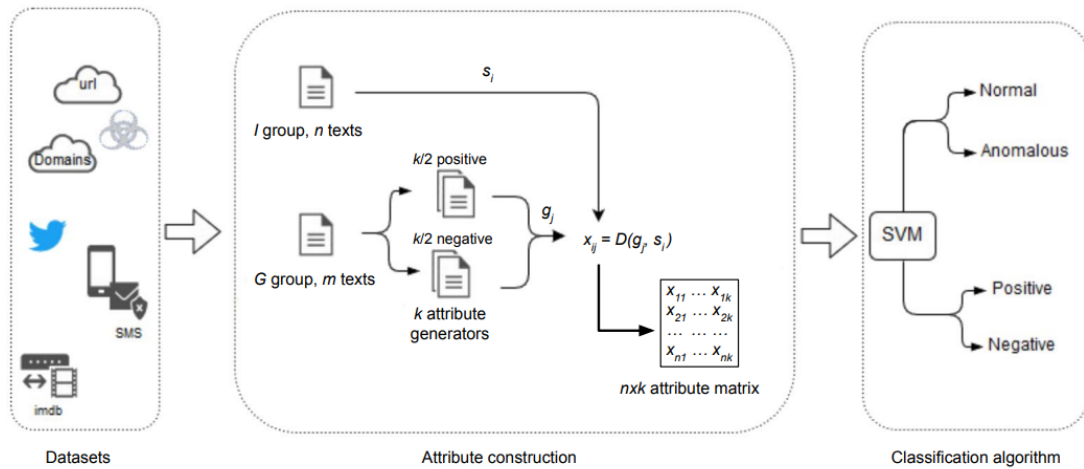 url
Domains
SMS
imdb
Datasets
s_i
I group, n texts
k/2 positive
k/2 negative
g_j
G group, m texts
k attribute
generators
x_ij = D(g_j, s_i)
x_11 ... x_1k
x_21 ... x_2k
... ... ...
x_n1 ... x_nk
nxk attribute matrix
Attribute construction
Normal
Anomalous
SVM
Positive
Negative
Classification algorithm